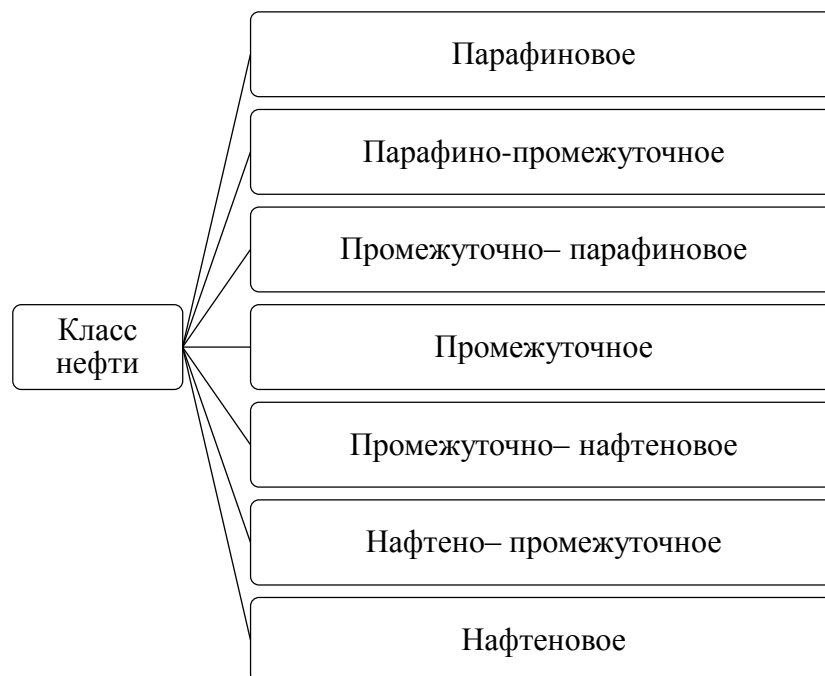 Парафиновое
Парафино-промежуточное
Промежуточно– парафиновое
Класс
нефти
Промежуточное
Промежуточно– нафтеновое
Нафтено– промежуточное
Нафтеновое